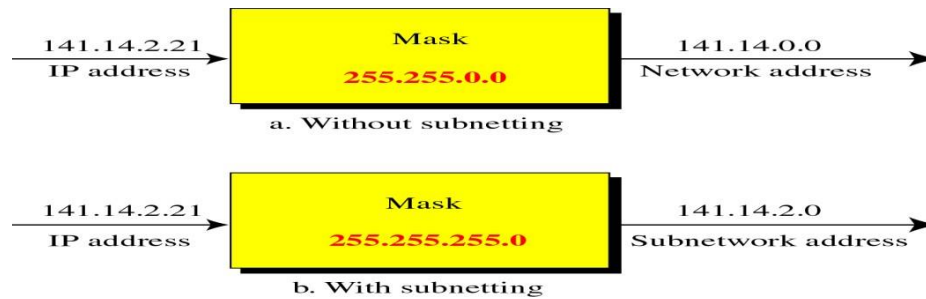 141.14.2.21
IP address
Mask
255.255.0.0
141.14.0.0
Network address
a. Without subnetting
141.14.2.21
IP address
Mask
255.255.255.0
141.14.2.0
Subnetwork address
b. With subnetting